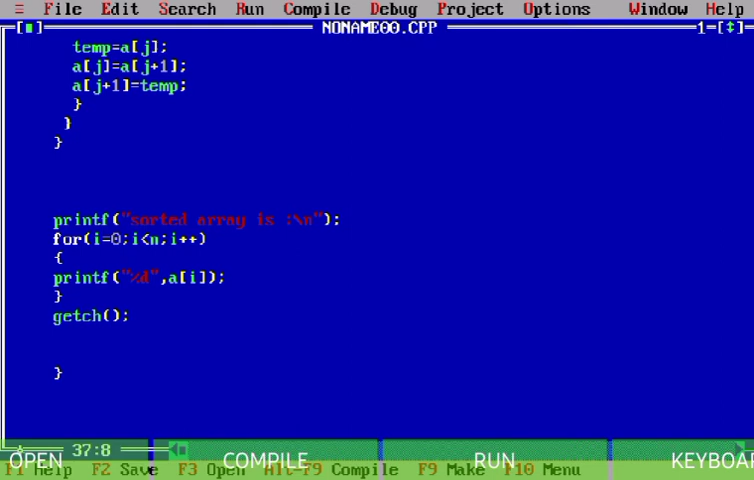 ≡ File Edit Search Run Compile Debug Project Options Window Help
[■] NONAME00.CPP 1=[↕]
temp=a[j];
a[j]=a[j+1];
a[j+1]=temp;
}
}
}
printf("sorted array is :\n");
for(i=0;i<n;i++)
{
printf("%d",a[i]);
}
getch();
}
37:8
OPEN COMPILE RUN KEYBOAR
F1 Help F2 Save F3 Open Alt-F9 Compile F9 Make F10 Menu